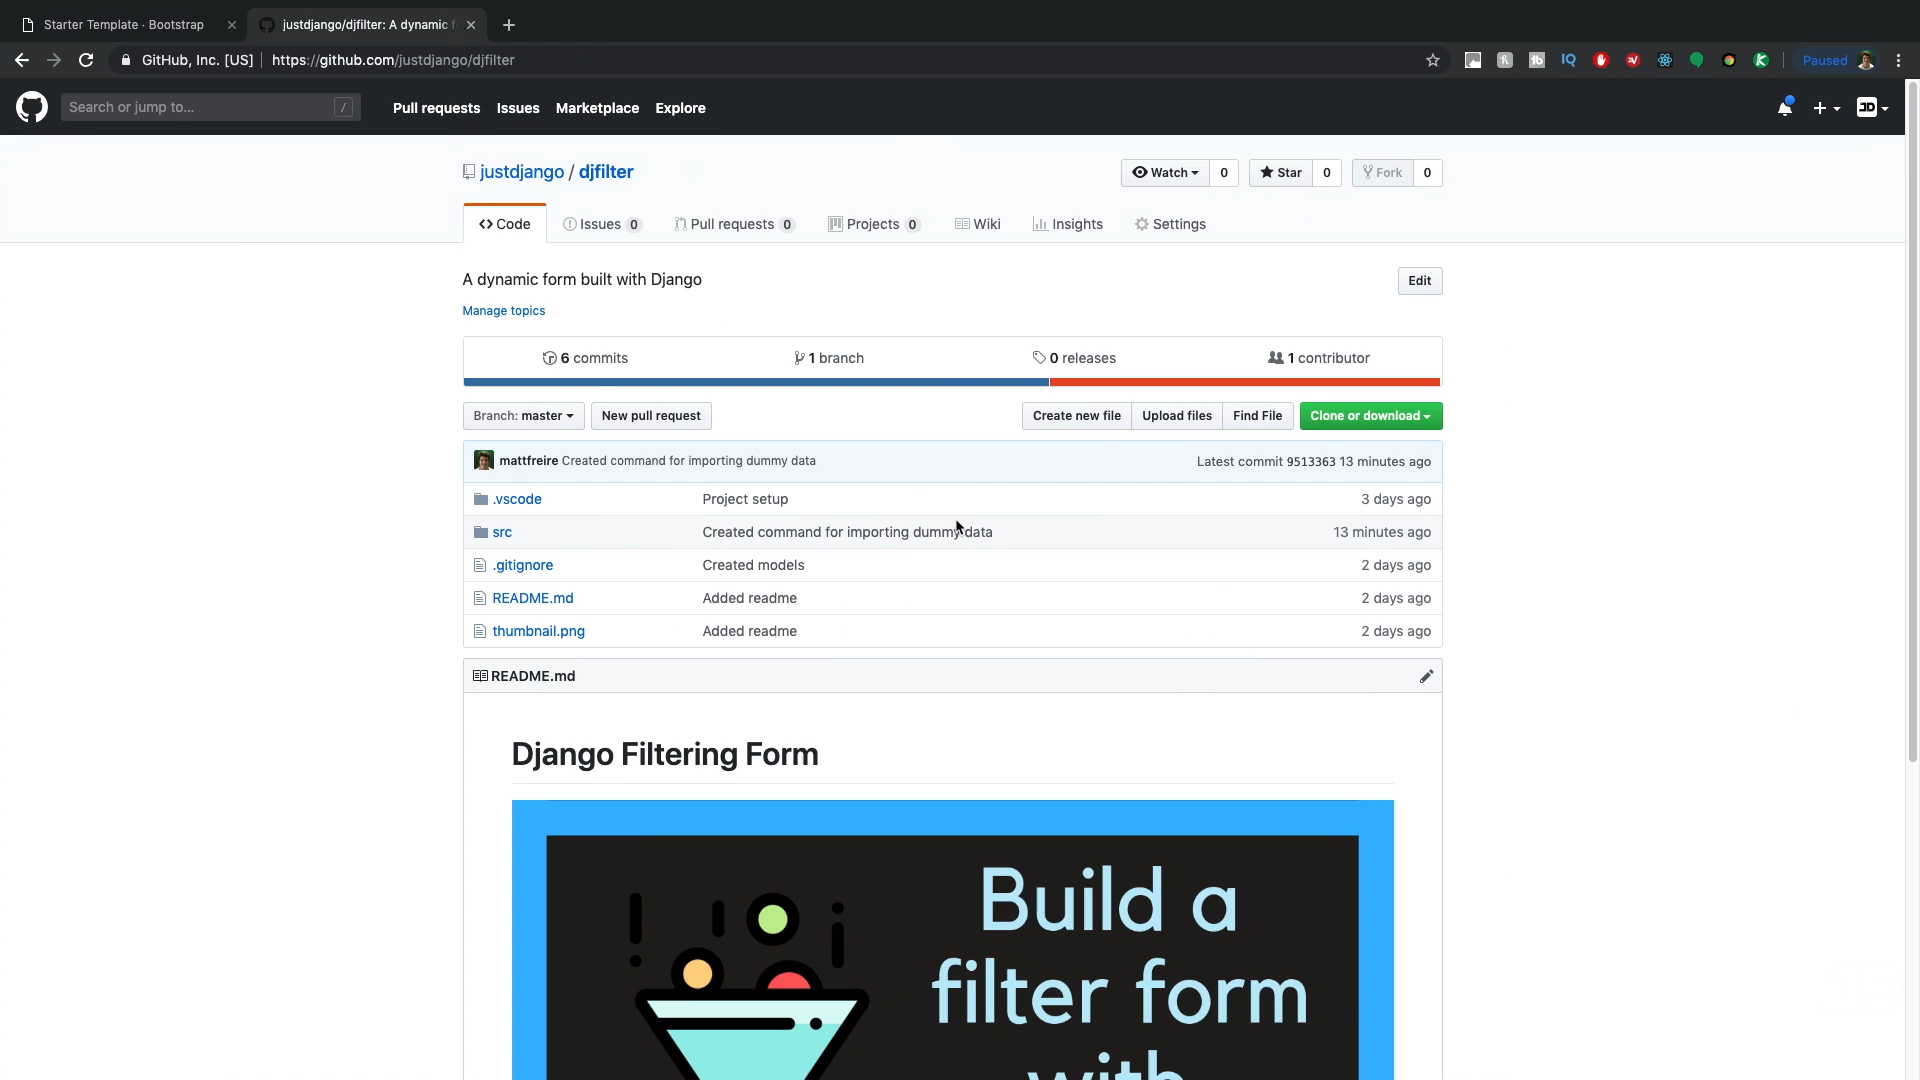 Starter Template · Bootstrap
justdjango/djfilter: A dynamic f
GitHub, Inc. [US] https://github.com/justdjango/djfilter
Paused
Search or jump to... /
Pull requests Issues Marketplace Explore
justdjango / djfilter
Watch 0 Star 0 Fork 0
Code Issues 0 Pull requests 0 Projects 0 Wiki Insights Settings
A dynamic form built with Django
Edit
Manage topics
6 commits 1 branch 0 releases 1 contributor
Branch: master New pull request Create new file Upload files Find File Clone or download
mattfreire Created command for importing dummy data Latest commit 9513363 13 minutes ago
.vscode Project setup 3 days ago
src Created command for importing dummy data 13 minutes ago
.gitignore Created models 2 days ago
README.md Added readme 2 days ago
thumbnail.png Added readme 2 days ago
README.md
Django Filtering Form
Build a
filter form
with